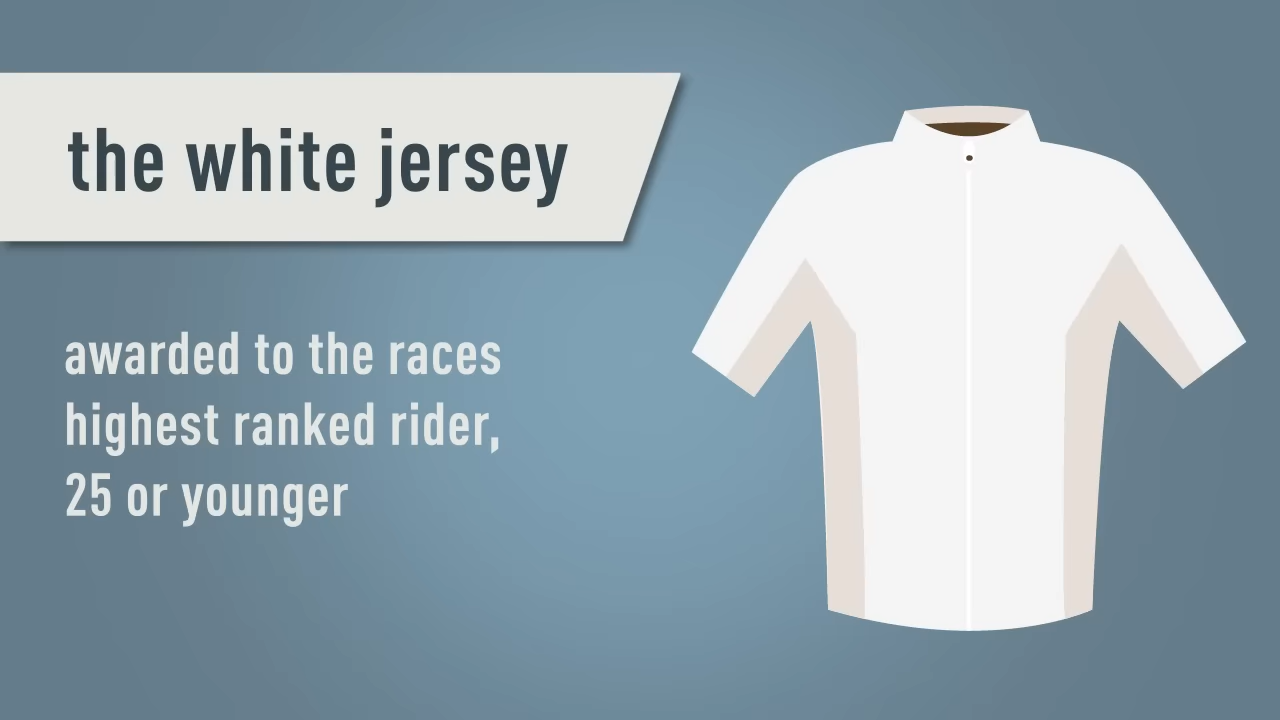 the white jersey
awarded to the races
highest ranked rider,
25 or younger